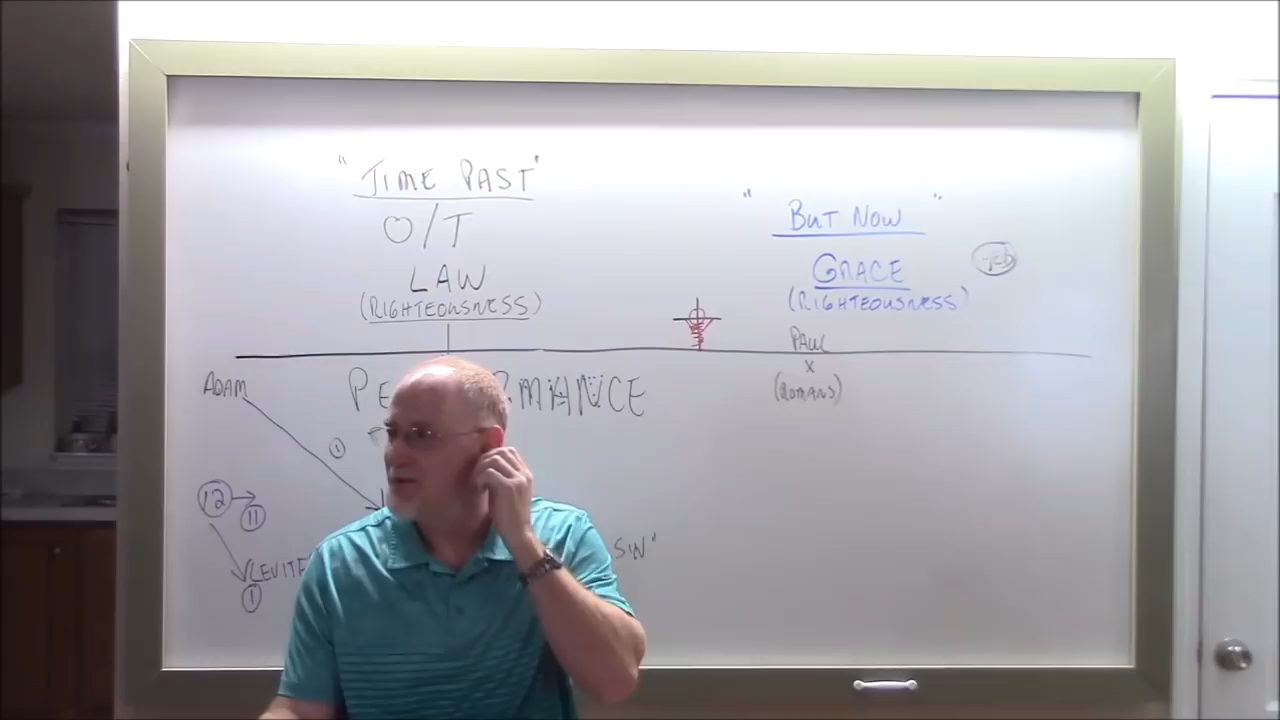 "TIME PAST"
O/T
LAW
(RIGHTEOUSNESS)
" BUT NOW "
GRACE
(RIGHTEOUSNESS)
PAUL
X
(ROMANS)
ADAM
1
12
11
LEVITE
1
SIN"